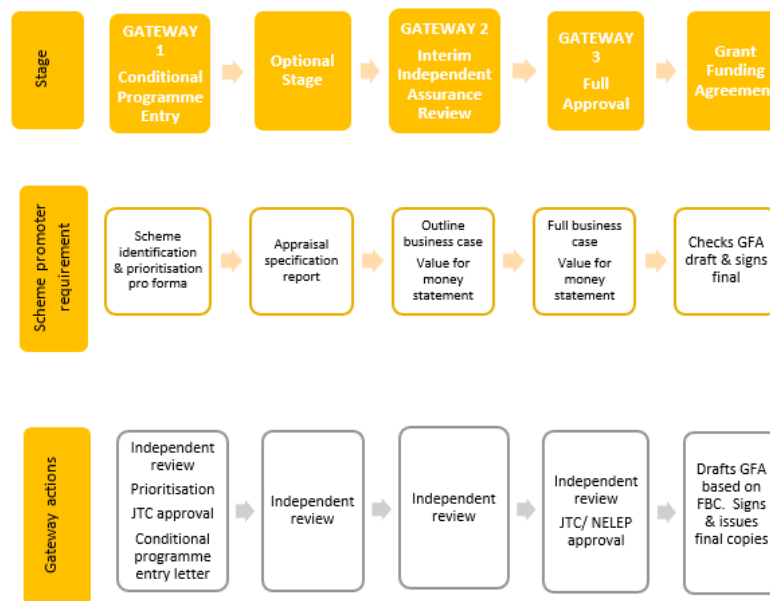 Stage
GATEWAY
1
Conditional
Programme
Entry
Optional
Stage
GATEWAY 2
Interim
Independent
Assurance
Review
GATEWAY
3
Full
Approval
Grant
Funding
Agreement
Scheme promoter
requirement
Scheme
identification
& prioritisation
pro forma
Appraisal
specification
report
Outline
business case
Value for
money
statement
Full business
case
Value for
money
statement
Checks GFA
draft & signs
final
Gateway actions
Independent
review
Prioritisation
JTC approval
Conditional
programme
entry letter
Independent
review
Independent
review
Independent
review
JTC/ NELEP
approval
Drafts GFA
based on
FBC. Signs
& issues
final copies